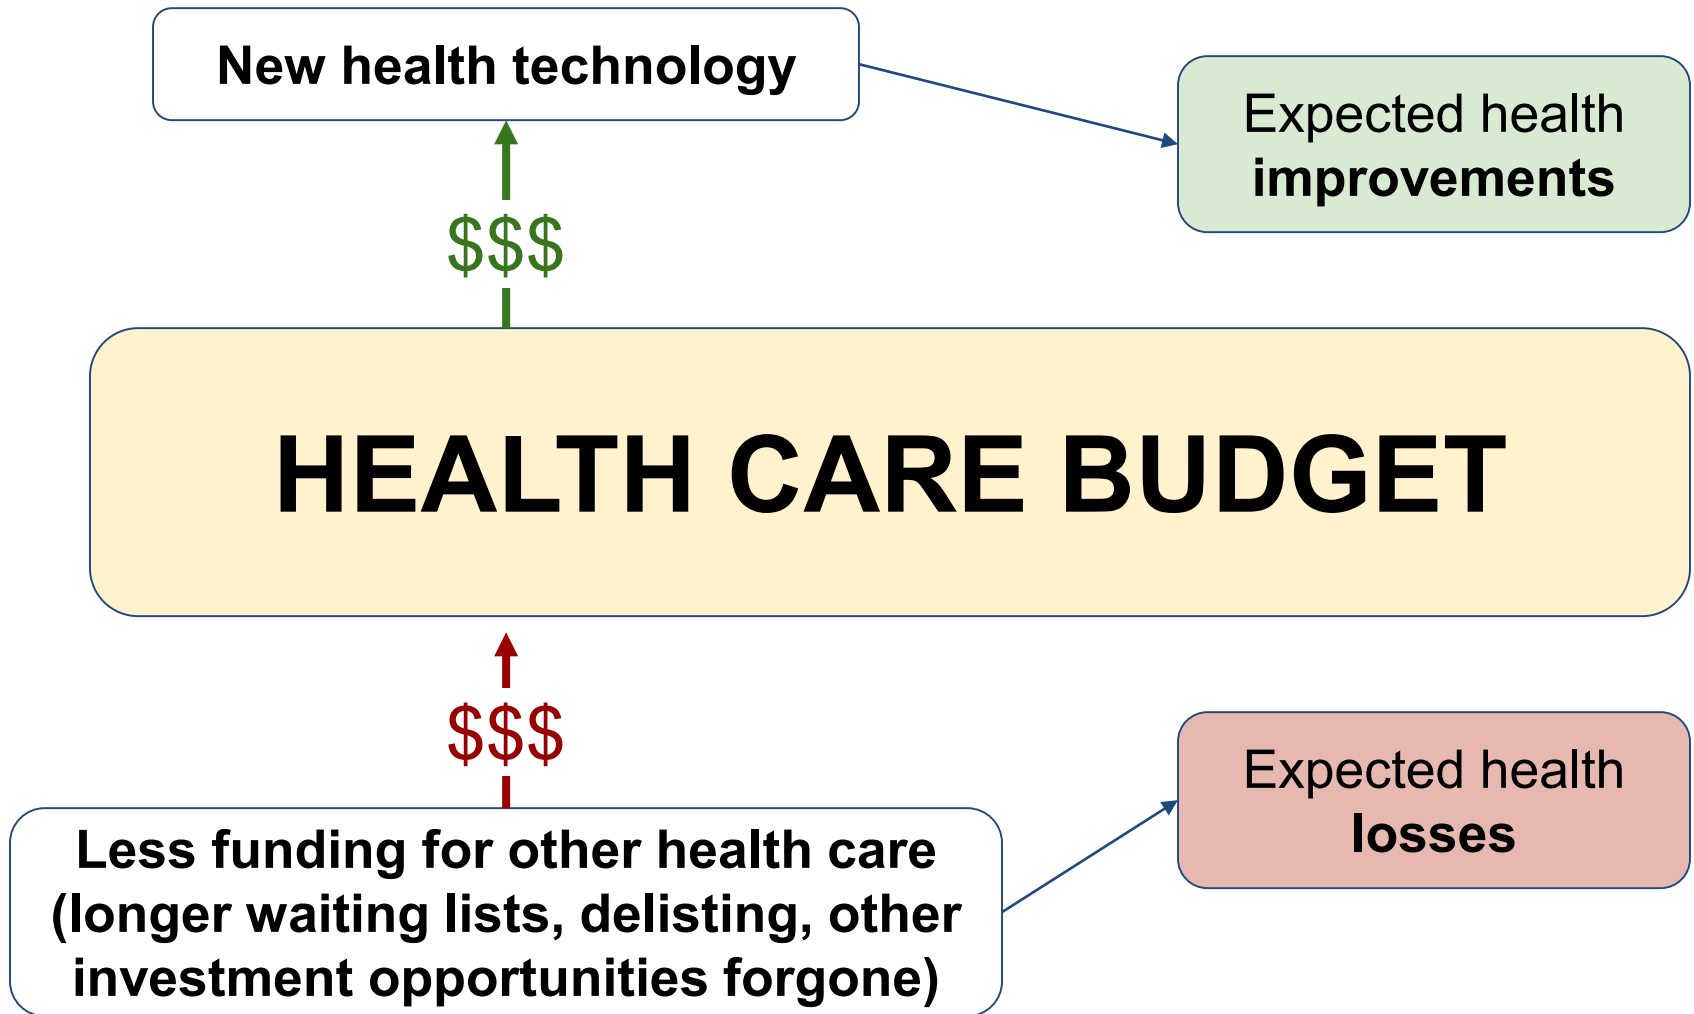 New health technology
Expected health
improvements
$$$
HEALTH CARE BUDGET
$$$
Expected health
losses
Less funding for other health care
(longer waiting lists, delisting, other
investment opportunities forgone)